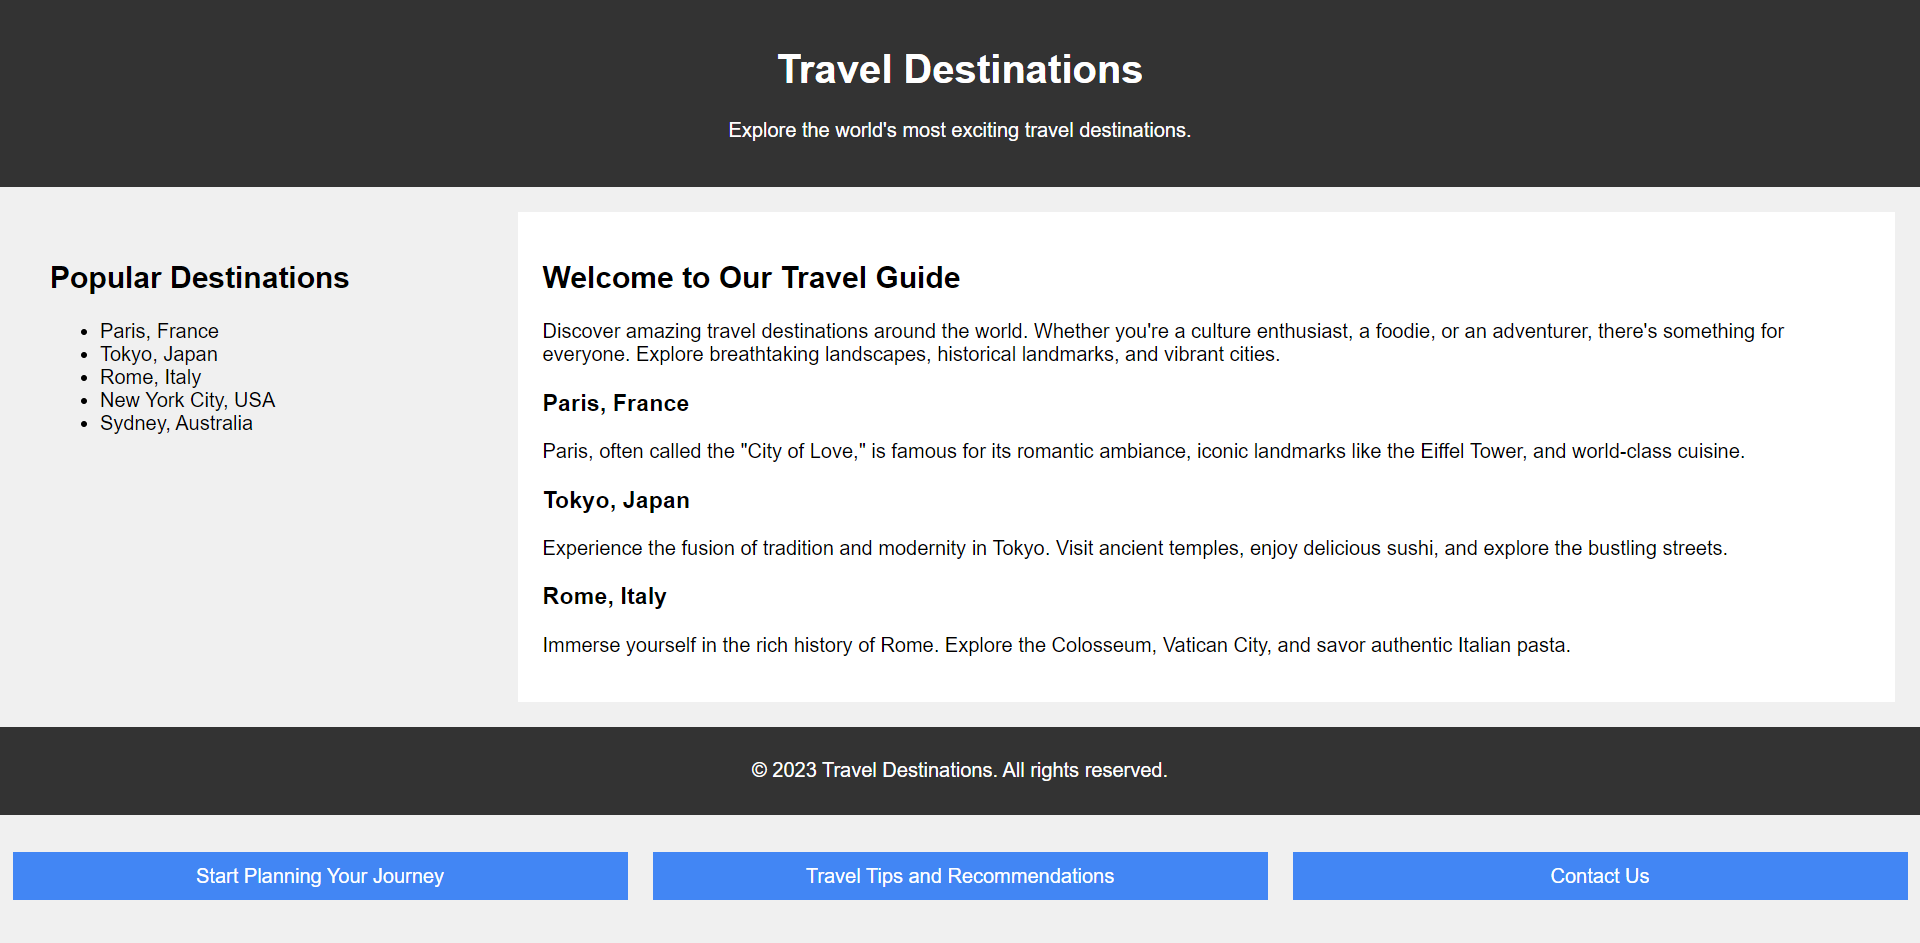 Travel Destinations
Explore the world's most exciting travel destinations.
Popular Destinations
Paris, France
Tokyo, Japan
Rome, Italy
New York City, USA
Sydney, Australia
Welcome to Our Travel Guide
Discover amazing travel destinations around the world. Whether you're a culture enthusiast, a foodie, or an adventurer, there's something for
everyone. Explore breathtaking landscapes, historical landmarks, and vibrant cities.
Paris, France
Paris, often called the "City of Love," is famous for its romantic ambiance, iconic landmarks like the Eiffel Tower, and world-class cuisine.
Tokyo, Japan
Experience the fusion of tradition and modernity in Tokyo. Visit ancient temples, enjoy delicious sushi, and explore the bustling streets.
Rome, Italy
Immerse yourself in the rich history of Rome. Explore the Colosseum, Vatican City, and savor authentic Italian pasta.
© 2023 Travel Destinations. All rights reserved.
Start Planning Your Journey
Travel Tips and Recommendations
Contact Us